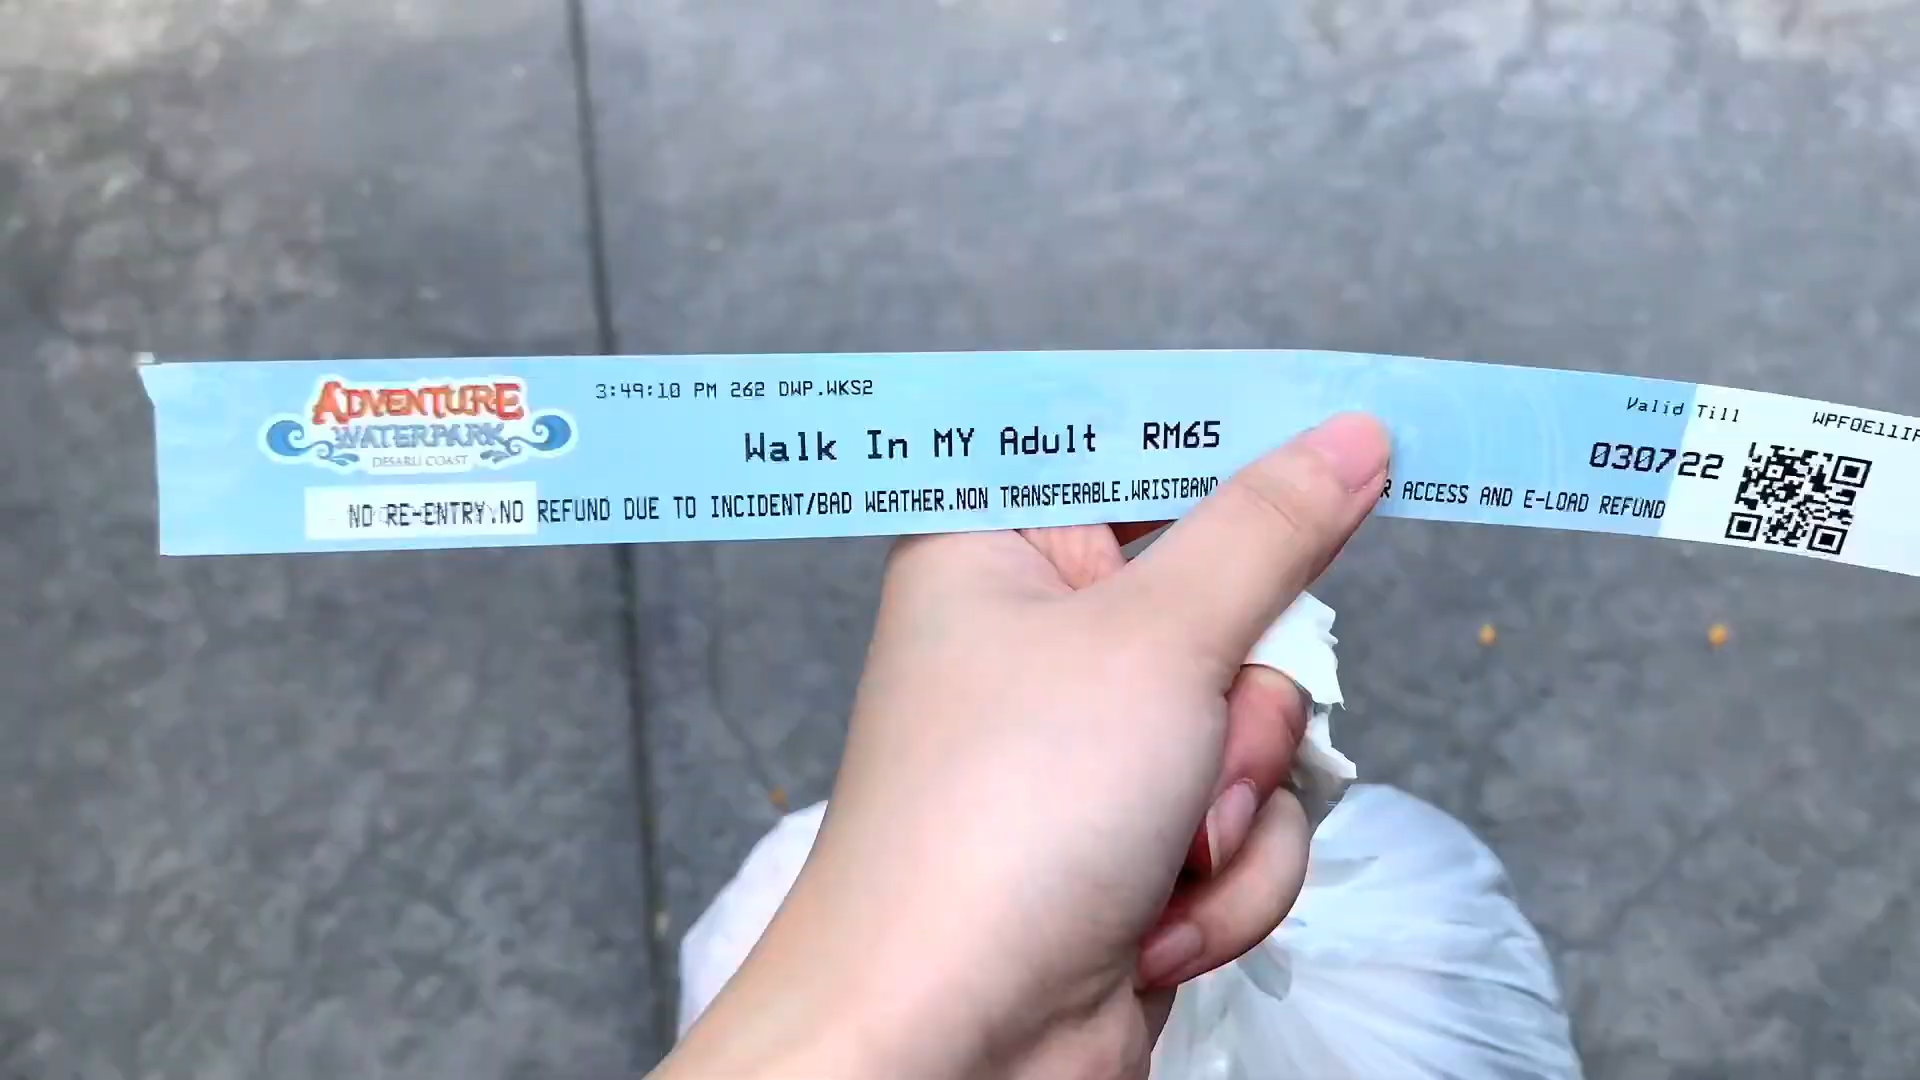 ADVENTURE
WATERPARK
DESARU COAST
3:49:10 PM 262 DWP.WKS2
Walk In MY Adult RM65
NO RE-ENTRY.NO REFUND DUE TO INCIDENT/BAD WEATHER.NON TRANSFERABLE.WRISTBAND ACCESS AND E-LOAD REFUND
Valid Till
030722